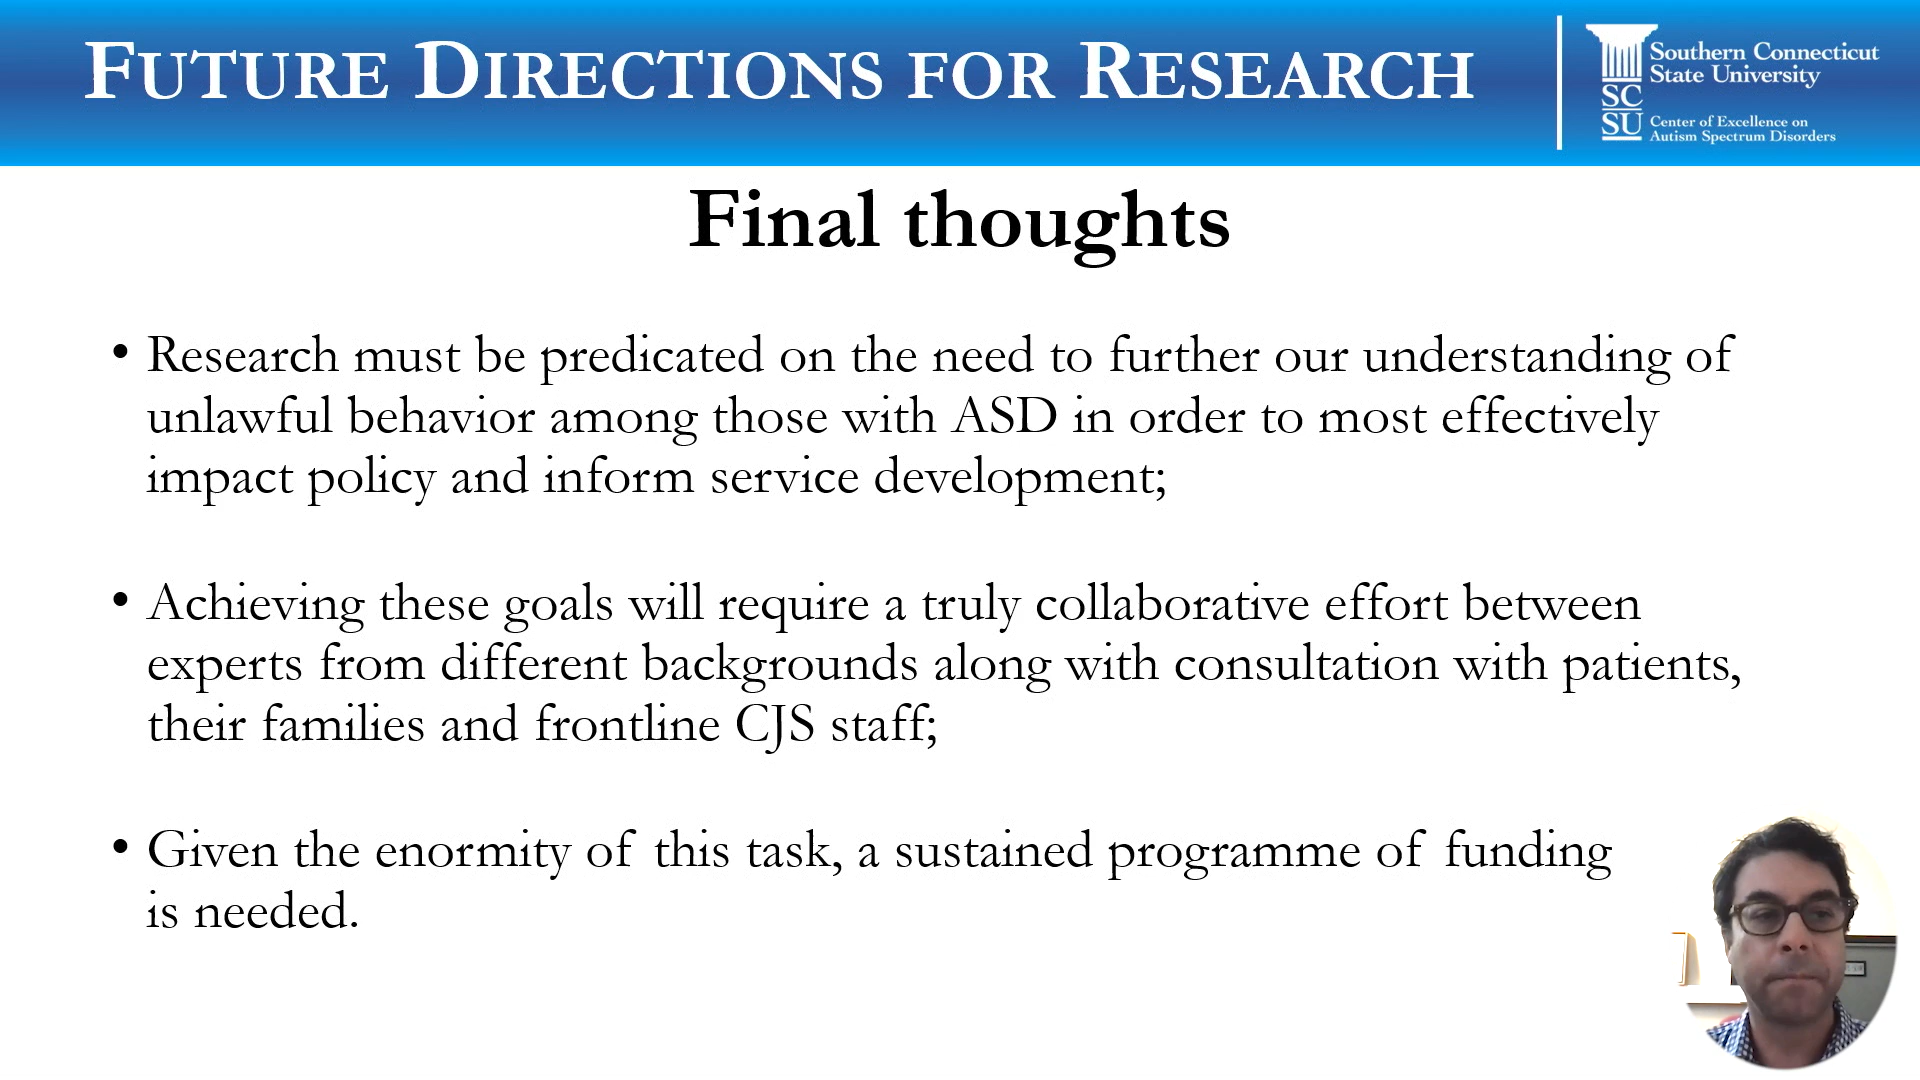 FUTURE DIRECTIONS FOR RESEARCH
Southern Connecticut
State University
SC
SU
Center of Excellence on
Autism Spectrum Disorders
Final thoughts
• Research must be predicated on the need to further our understanding of
unlawful behavior among those with ASD in order to most effectively
impact policy and inform service development;
• Achieving these goals will require a truly collaborative effort between
experts from different backgrounds along with consultation with patients,
their families and frontline CJS staff;
• Given the enormity of this task, a sustained programme of funding
is needed.